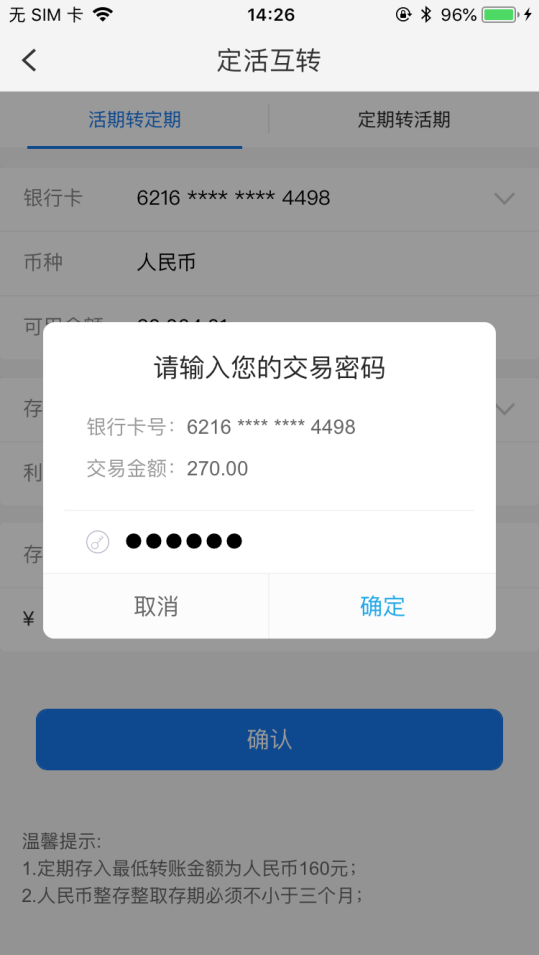 无 SIM 卡 14:26 96%
定活互转
活期转定期 定期转活期
银行卡 6216 **** **** 4498
币种 人民币
请输入您的交易密码
银行卡号: 6216 **** **** 4498
交易金额: 270.00
●●●●●●
取消 确定
存
利
存
¥
确认
温馨提示:
1.定期存入最低转账金额为人民币160元;
2.人民币整存整取存期必须不小于三个月;